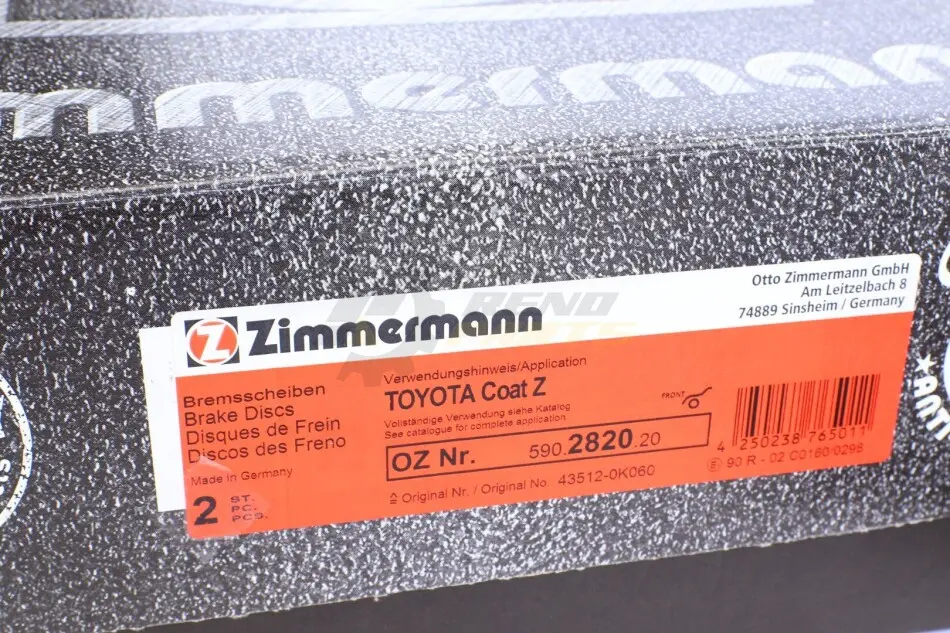 mmermann
Zimmermann
Otto Zimmermann GmbH
Am Leitzelbach 8
74889 Sinsheim / Germany
Bremsscheiben
Brake Discs
Disques de Frein
Discos des Freno
Made in Germany
2 ST.
PC.
PCS.
Verwendungshinweis/Application
TOYOTA Coat Z
Vollständige Verwendung siehe Katalog
See catalogue for complete application
FRONT
OZ Nr. 590.2820.20
Original Nr. / Original No. 43512-0K060
4 250238 765011
90 R - 02 C0160/0298
RENO